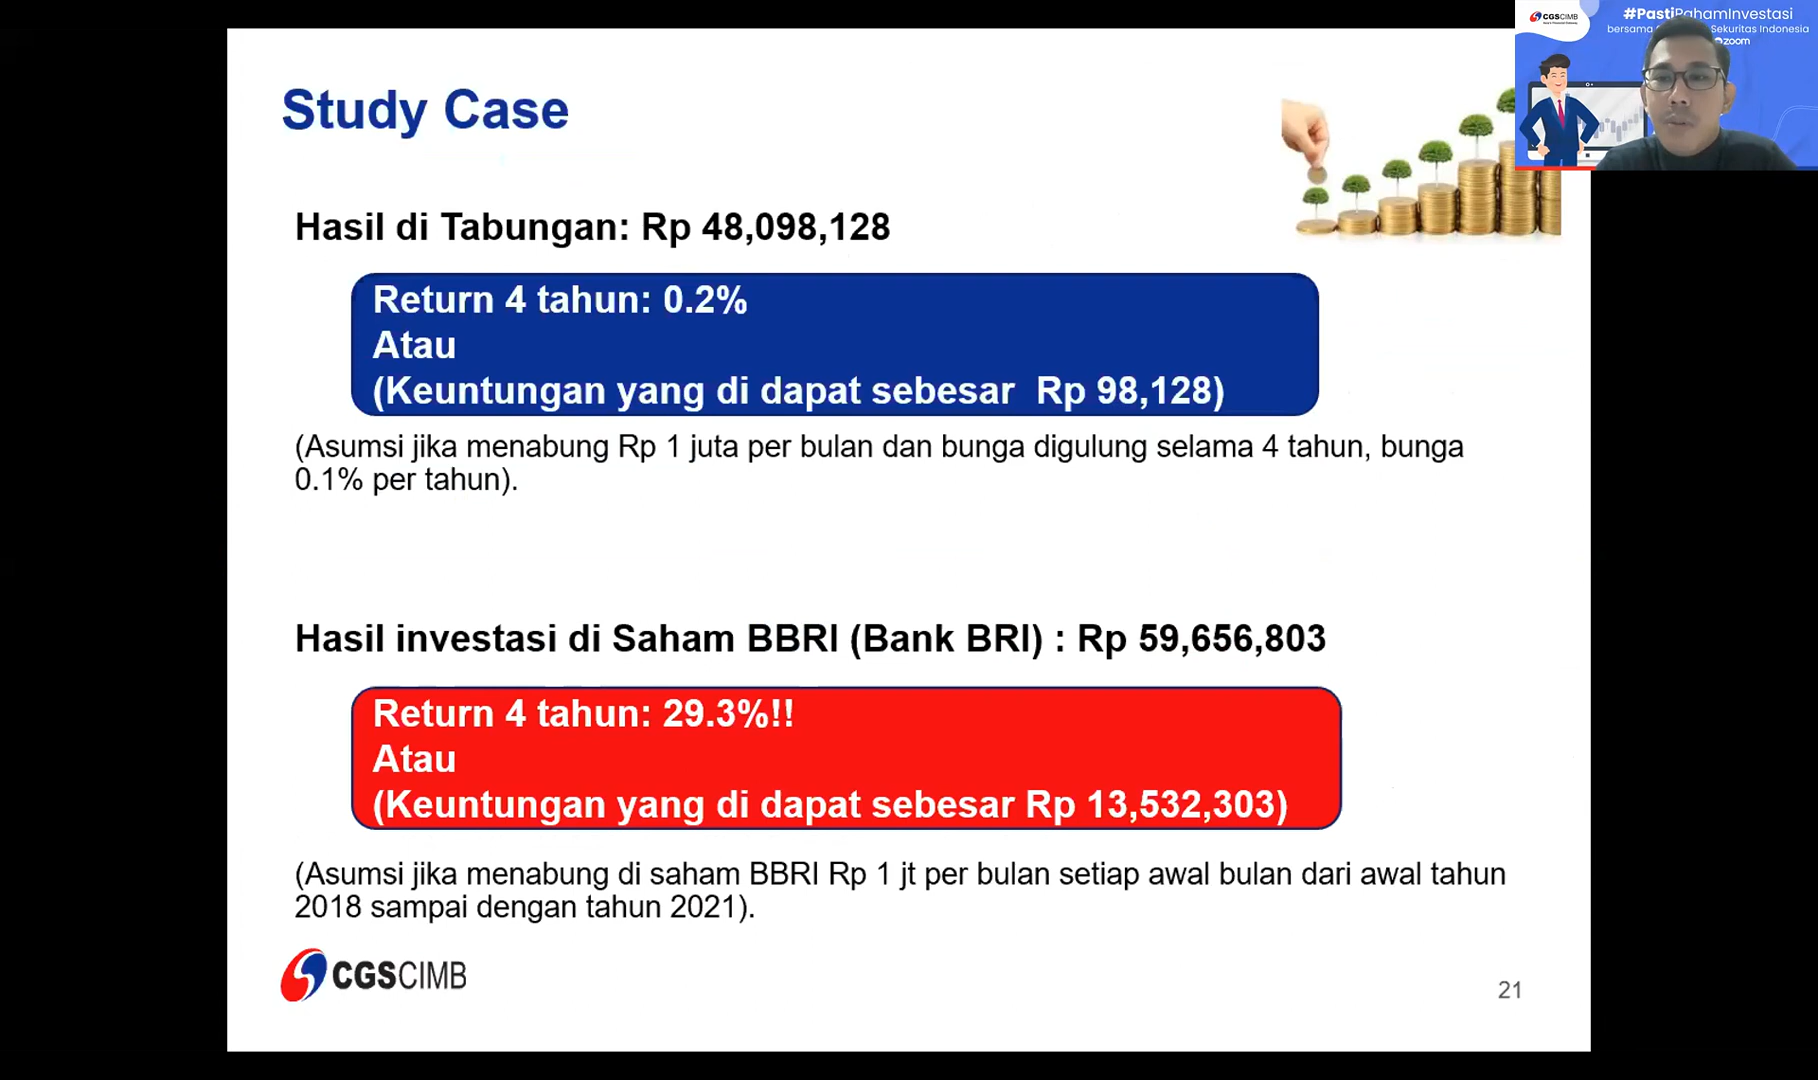 Study Case
CGSCIMB
#PastiPahamInvestasi
bersama Sekuritas Indonesia
zoom
Hasil di Tabungan: Rp 48,098,128
Return 4 tahun: 0.2%
Atau
(Keuntungan yang di dapat sebesar Rp 98,128)
(Asumsi jika menabung Rp 1 juta per bulan dan bunga digulung selama 4 tahun, bunga
0.1% per tahun).
Hasil investasi di Saham BBRI (Bank BRI) : Rp 59,656,803
Return 4 tahun: 29.3%!!
Atau
(Keuntungan yang di dapat sebesar Rp 13,532,303)
(Asumsi jika menabung di saham BBRI Rp 1 jt per bulan setiap awal bulan dari awal tahun
2018 sampai dengan tahun 2021).
CGSCIMB
21